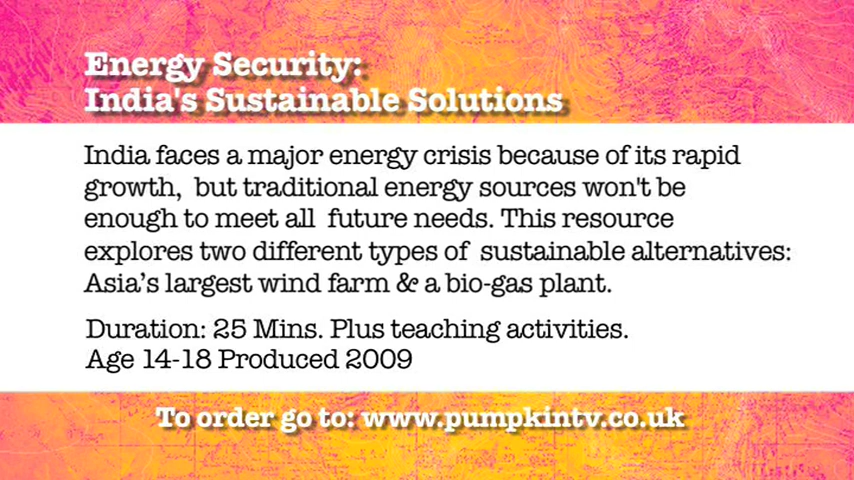 Energy Security:
India's Sustainable Solutions
India faces a major energy crisis because of its rapid
growth,  but traditional energy sources won't be
enough to meet all  future needs. This resource
explores two different types of  sustainable alternatives:
Asia’s largest wind farm & a bio-gas plant.
Duration: 25 Mins. Plus teaching activities.
Age 14-18 Produced 2009
To order go to: www.pumpkintv.co.uk